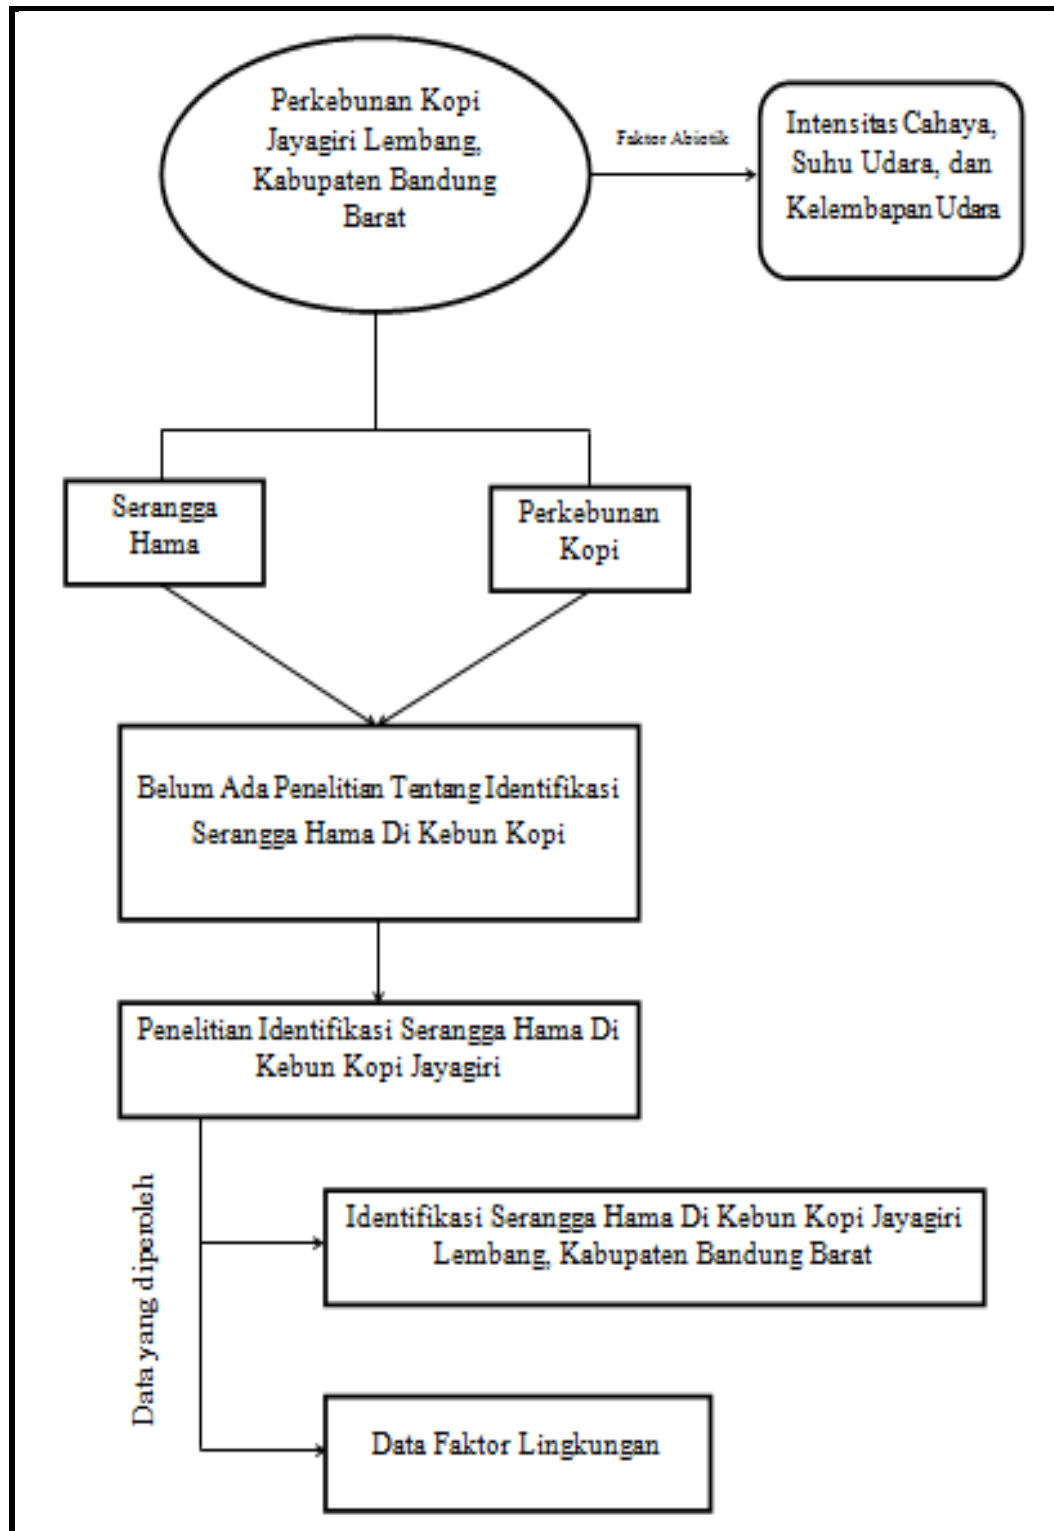 Perkebunan Kopi
Jayagiri Lembang,
Kabupaten Bandung
Barat
Faktor Abiotik
Intensitas Cahaya,
Suhu Udara, dan
Kelembapan Udara
Serangga
Hama
Perkebunan
Kopi
Belum Ada Penelitian Tentang Identifikasi
Serangga Hama Di Kebun Kopi
Penelitian Identifikasi Serangga Hama Di
Kebun Kopi Jayagiri
Data yang diperoleh
Identifikasi Serangga Hama Di Kebun Kopi Jayagiri
Lembang, Kabupaten Bandung Barat
Data Faktor Lingkungan